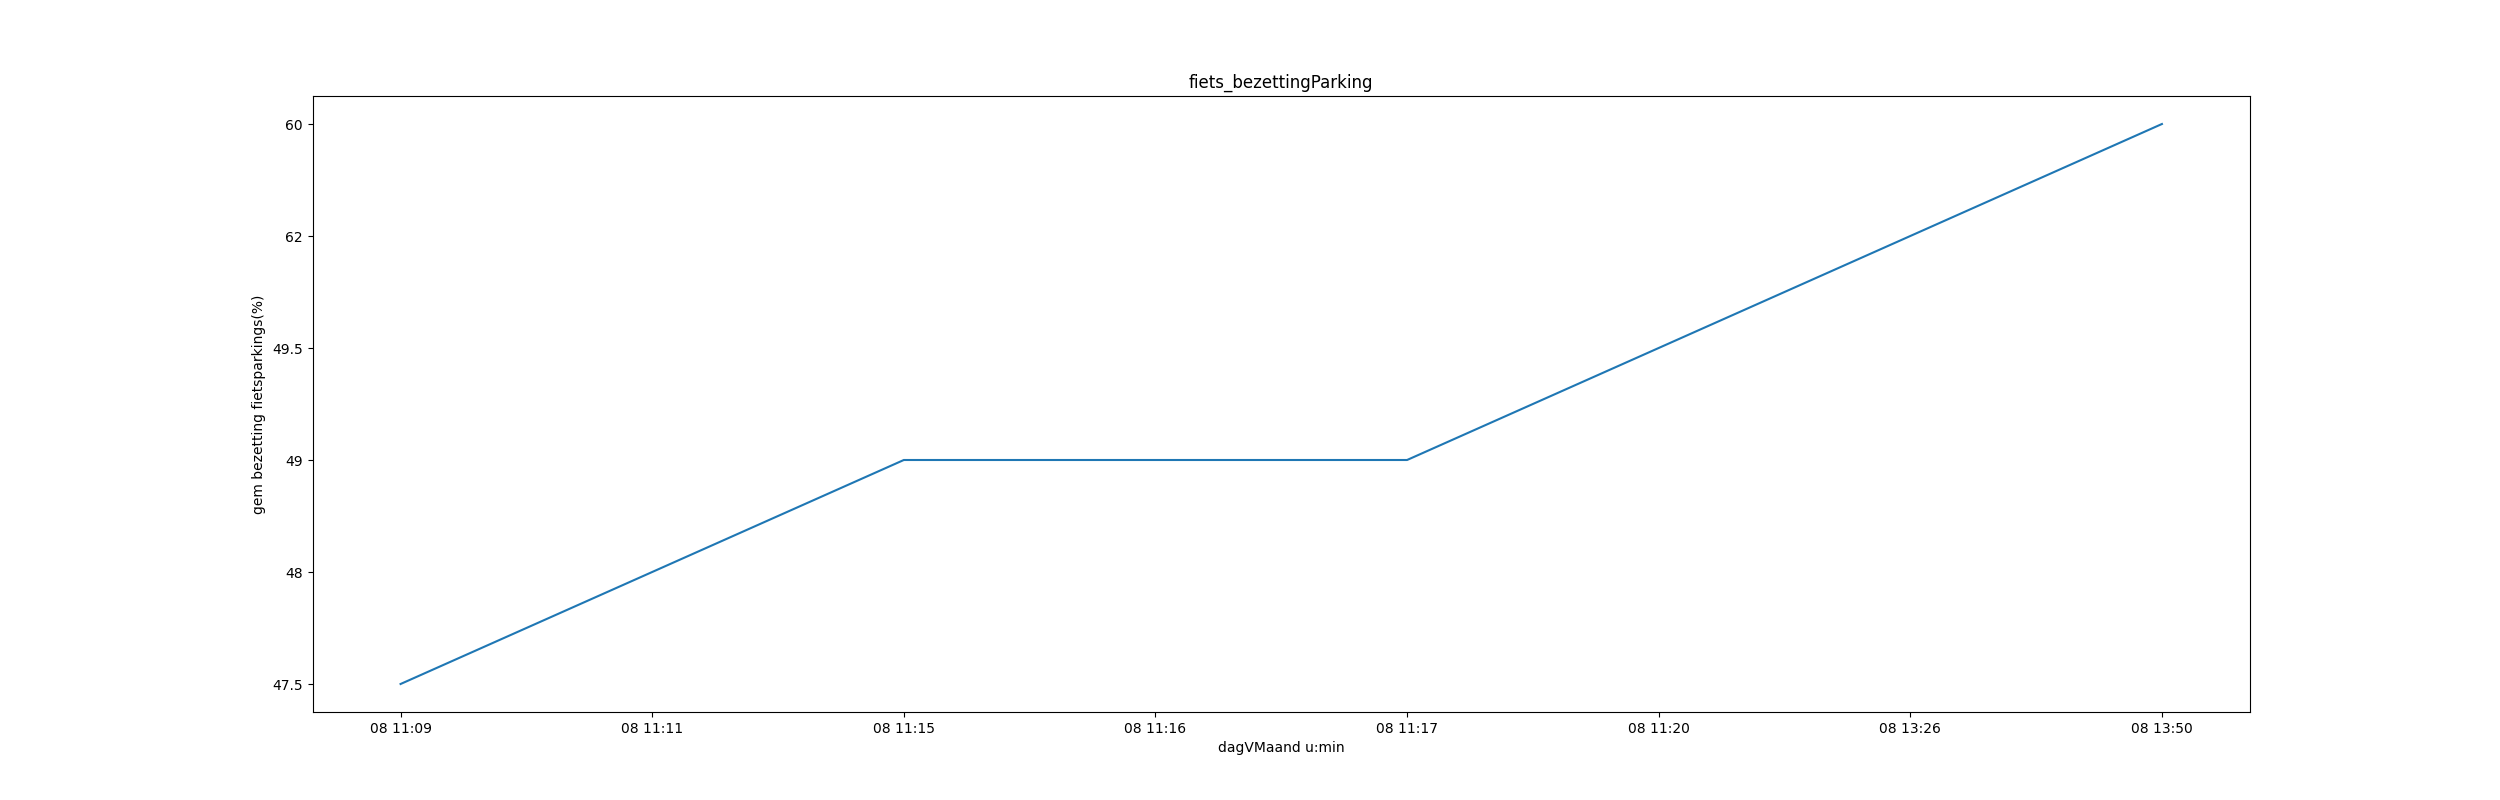 fiets_bezettingParking
60
62
49.5
49
48
47.5
gem bezetting fietsparkings(%)
08 11:09 08 11:11 08 11:15 08 11:16 08 11:17 08 11:20 08 13:26 08 13:50
dagVMaand u:min